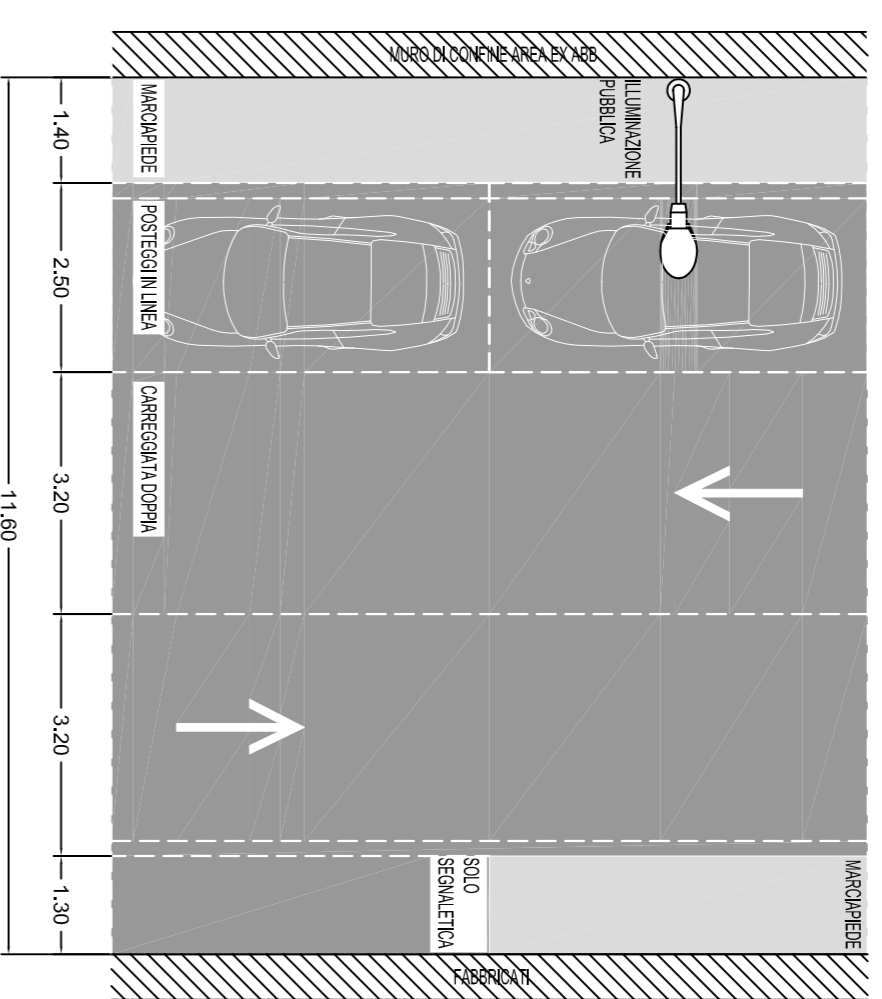 MURO DI CONFINE AREA EX ABB
MARCIAPIEDE
ILLUMINAZIONE
PUBBLICA
1.40
POSTEGGI IN LINEA
2.50
CARREGGIATA DOPPIA
3.20
11.60
3.20
SOLO
SEGNALETICA
MARCIAPIEDE
1.30
FABBRICATI